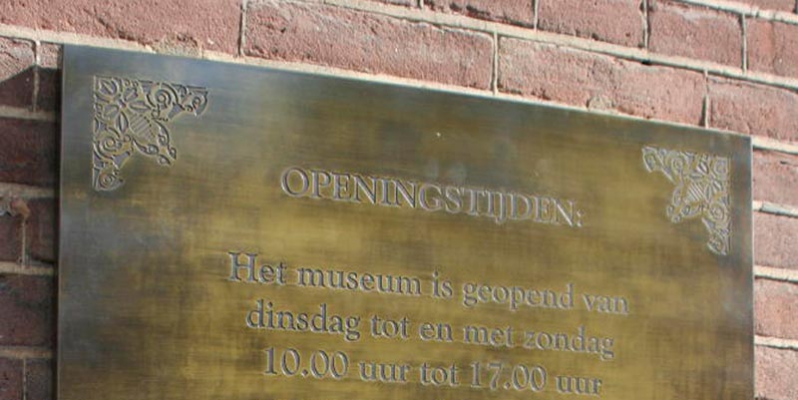 OPENINGSTIJDEN:
Het museum is geopend van
dinsdag tot en met zondag
10.00 uur tot 17.00 uur